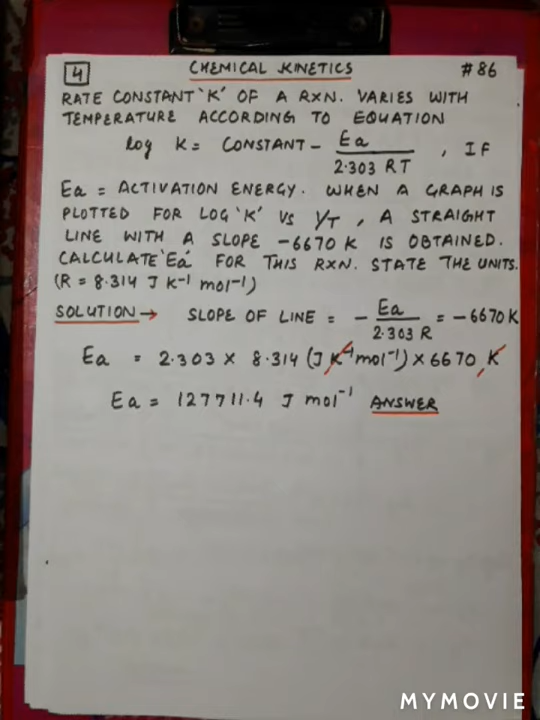 4 CHEMICAL KINETICS #86
RATE CONSTANT 'K' OF A RXN. VARIES WITH
TEMPERATURE ACCORDING TO EQUATION
log K = CONSTANT - Ea / 2.303 RT , IF
Ea = ACTIVATION ENERGY. WHEN A GRAPH IS
PLOTTED FOR LOG 'K' VS 1/T , A STRAIGHT
LINE WITH A SLOPE -6670 K IS OBTAINED.
CALCULATE 'Ea' FOR THIS RXN. STATE THE UNITS.
(R = 8.314 J K⁻¹ mol⁻¹)
SOLUTION → SLOPE OF LINE = - Ea / 2.303 R = -6670 K
Ea = 2.303 × 8.314 (J K⁻¹ mol⁻¹) × 6670 K
Ea = 127711.4 J mol⁻¹ ANSWER
MYMOVIE